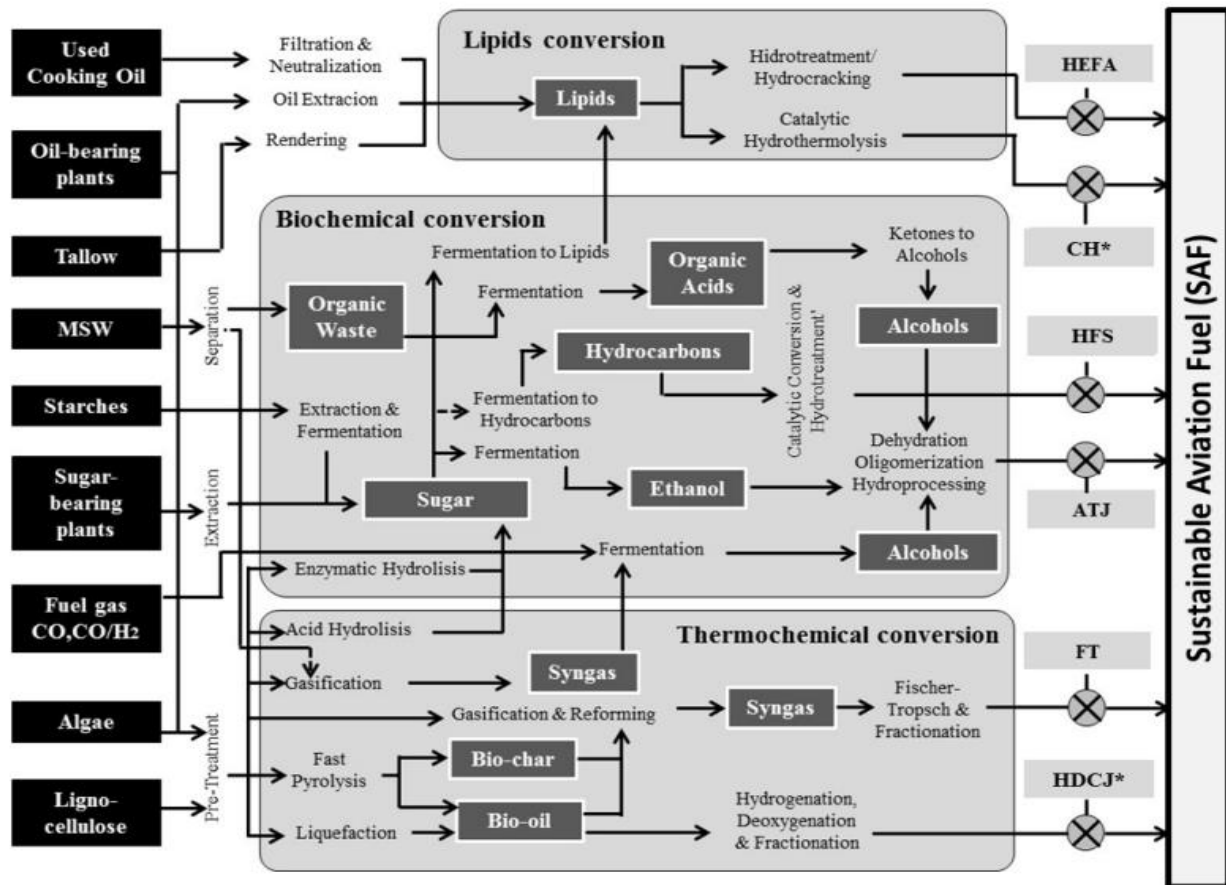 Used
Cooking Oil
Oil-bearing
plants
Tallow
MSW
Starches
Sugar-
bearing
plants
Fuel gas
CO,CO/H2
Algae
Ligno-
cellulose
Separation
Extraction
Pre-Treatment
Filtration &
Neutralization
Oil Extracion
Rendering
Lipids conversion
Lipids
Hidrotreatment/
Hydrocracking
Catalytic
Hydrothermolysis
Biochemical conversion
Fermentation to Lipids
Organic
Waste
Fermentation
Organic
Acids
Ketones to
Alcohols
Alcohols
Hydrocarbons
Catalytic Conversion &
Hydrotreatment'
Extraction &
Fermentation
Fermentation to
Hydrocarbons
Fermentation
Dehydration
Oligomerization
Hydroprocessing
Sugar
Ethanol
Fermentation
Alcohols
Enzymatic Hydrolisis
Acid Hydrolisis
Thermochemical conversion
Gasification
Syngas
Gasification & Reforming
Syngas
Fischer-
Tropsch &
Fractionation
Fast
Pyrolysis
Bio-char
Bio-oil
Liquefaction
Hydrogenation,
Deoxygenation
& Fractionation
HEFA
CH*
HFS
ATJ
FT
HDCJ*
Sustainable Aviation Fuel (SAF)